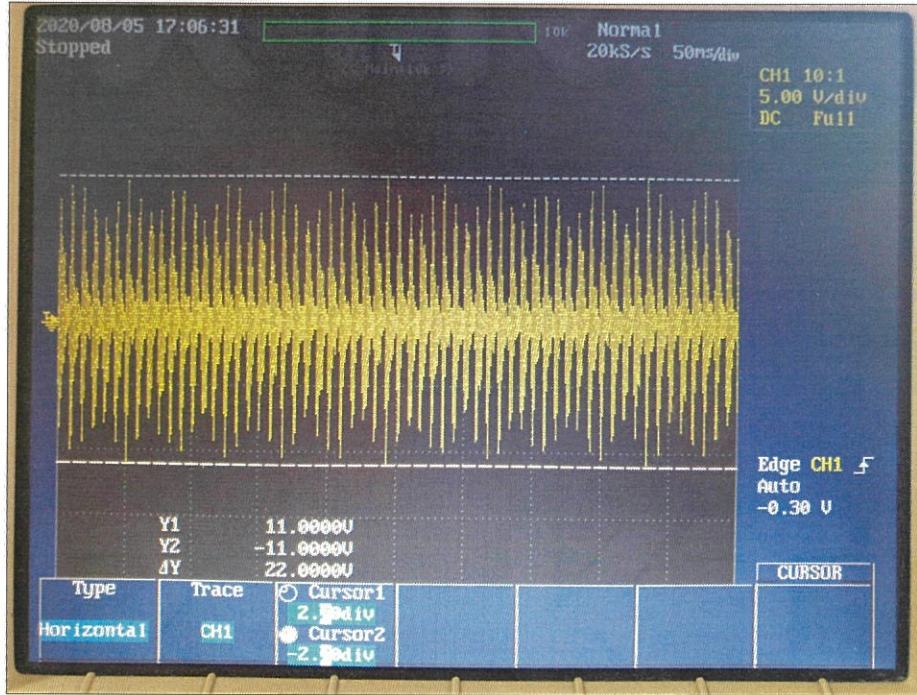 2020/08/05 17:06:31
Stopped
10k
Normal
20kS/s 50ms/div
CH1 10:1
5.00 V/div
DC Full
Edge CH1
Auto
-0.30 V
Y1 11.0000V
Y2 -11.0000V
ΔY 22.0000V
CURSOR
Type
Horizontal
Trace
CH1
Cursor1
Cursor2